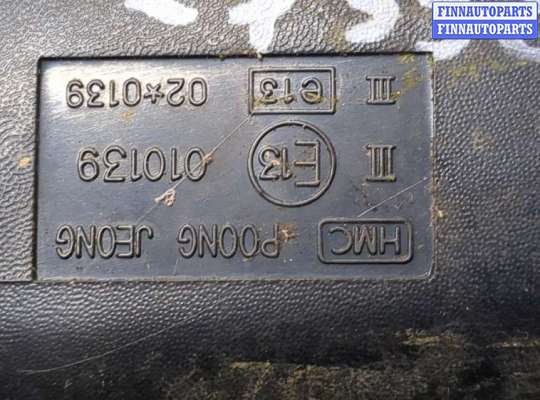 FINNAUTOPARTS
FINNAUTOPARTS
HMC POONG JEONG
III E13 010139
III e13 02*0139